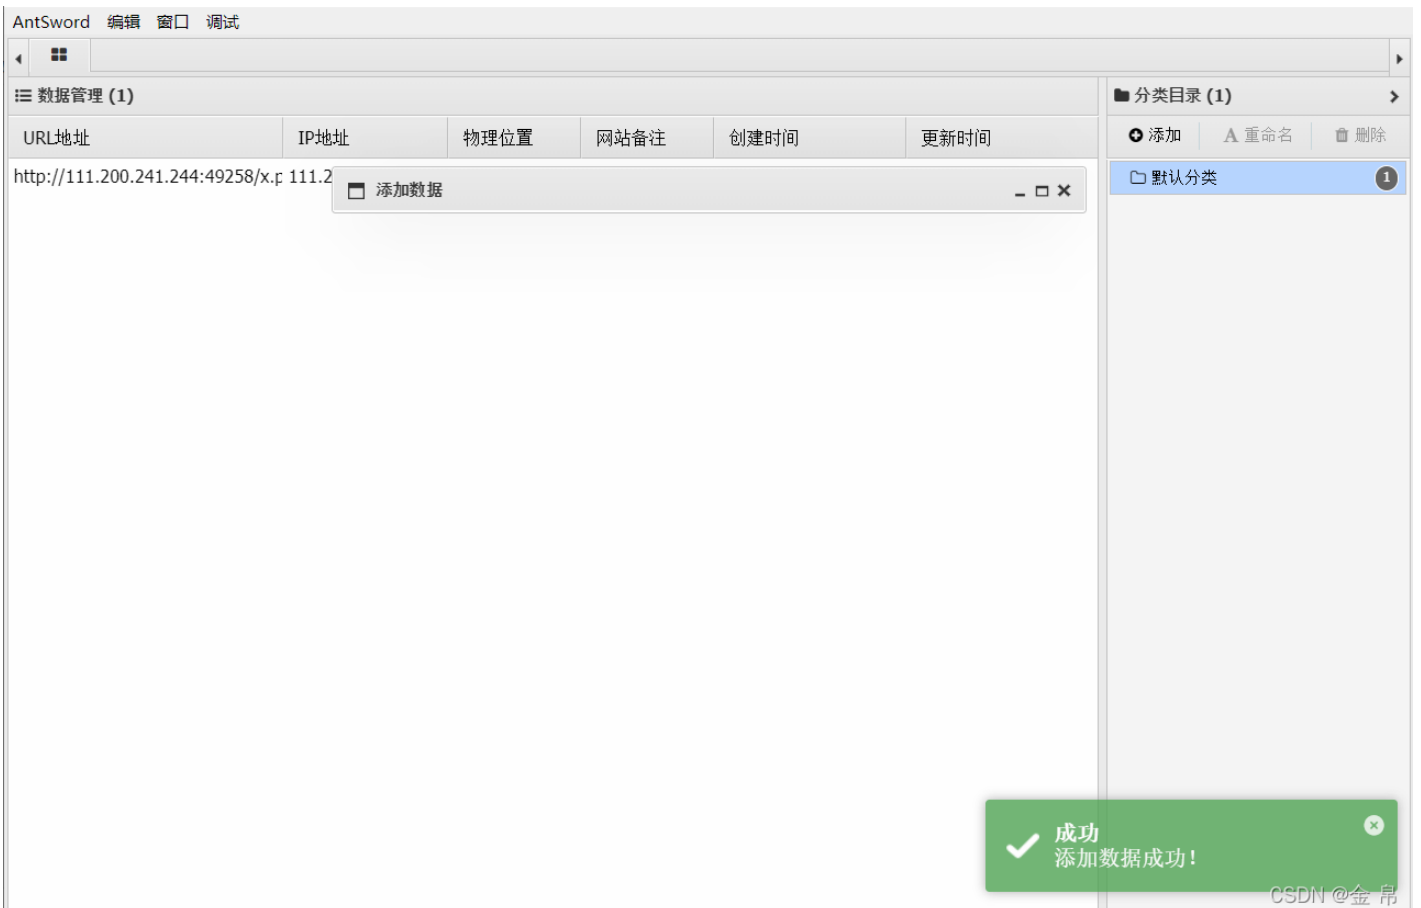 AntSword 编辑 窗口 调试
数据管理 (1)
分类目录 (1)
URL地址 IP地址 物理位置 网站备注 创建时间 更新时间
添加 A 重命名 删除
http://111.200.241.244:49258/x.p 111.2
添加数据
默认分类 1
成功
添加数据成功!
CSDN @金 帛